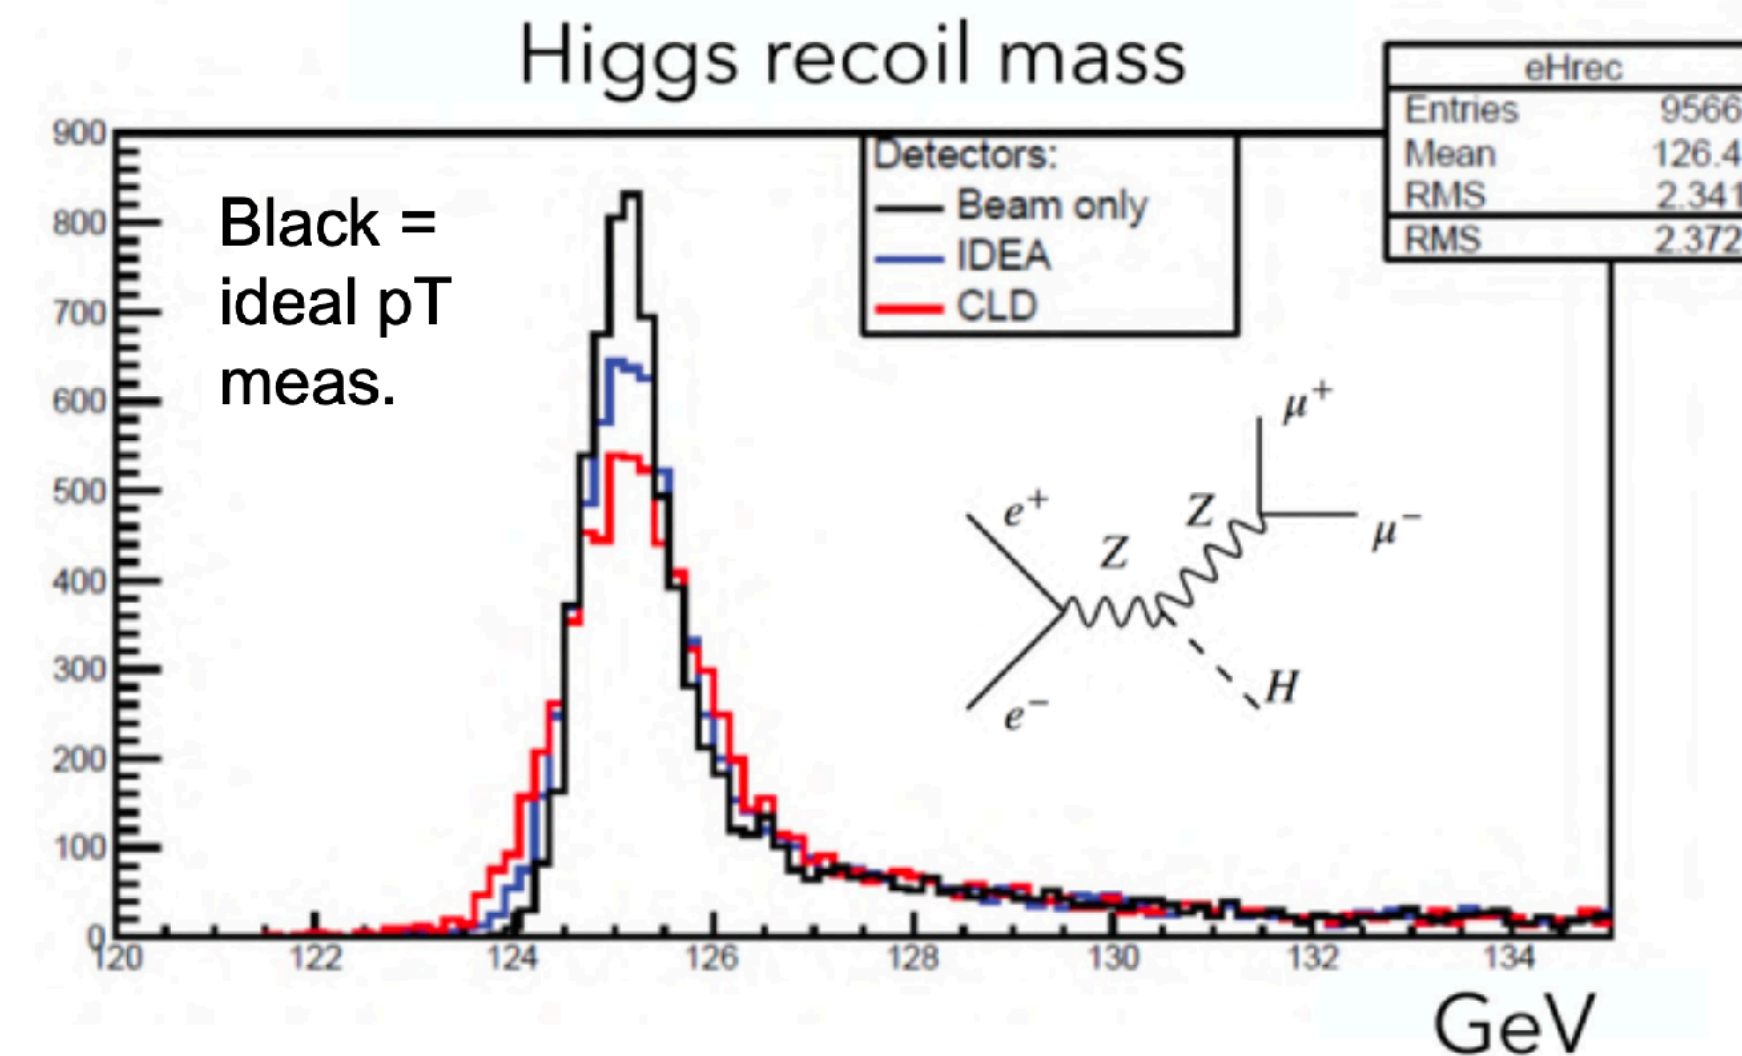 Higgs recoil mass
eHrec
Entries 9566
Mean 126.4
RMS 2.341
RMS 2.372
Detectors:
Beam only
IDEA
CLD
Black =
ideal pT
meas.
900
800
700
600
500
400
300
200
100
0
μ+
e+
Z
Z
μ−
e−
H
120 122 124 126 128 130 132 134
GeV